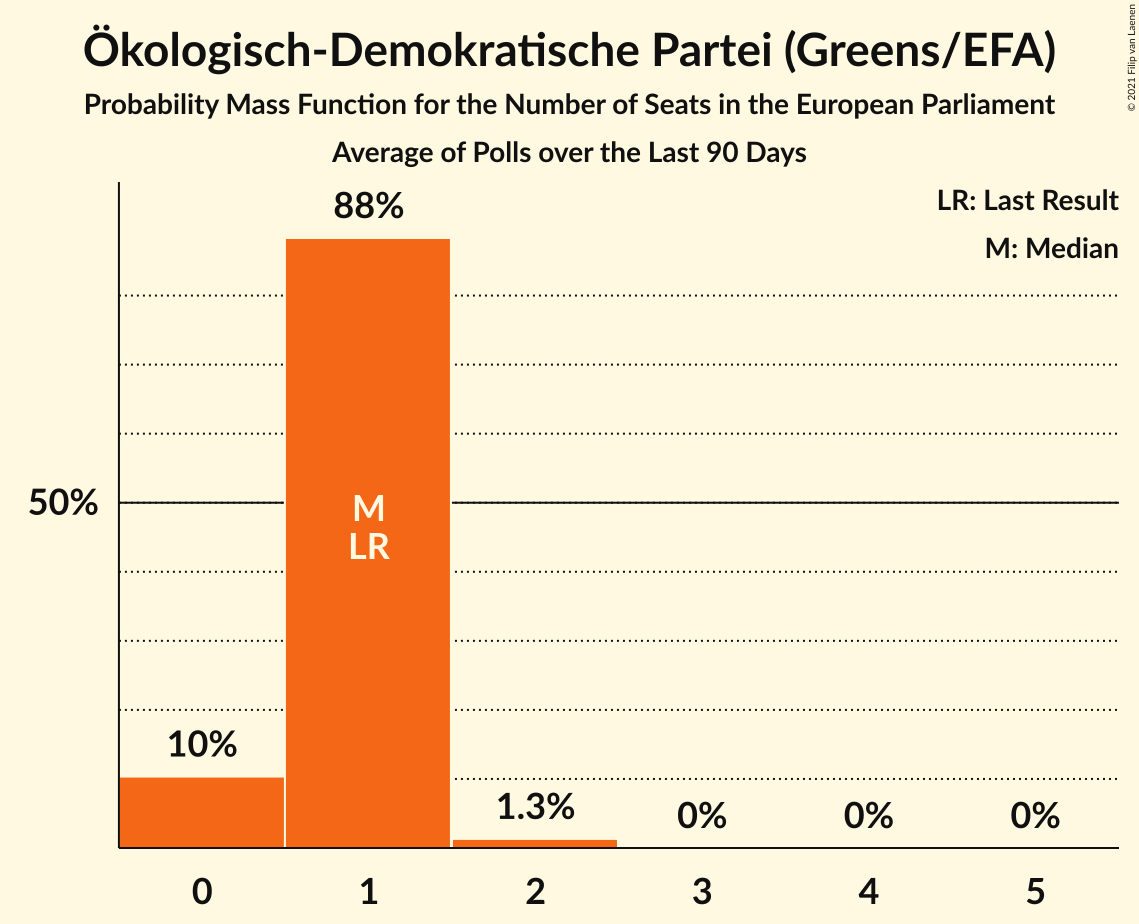 Ökologisch-Demokratische Partei (Greens/EFA)
Probability Mass Function for the Number of Seats in the European Parliament
Average of Polls over the Last 90 Days
© 2021 Filip van Laenen
LR: Last Result
M: Median
88%
50%
M
LR
10%
1.3%
0%
0%
0%
0
1
2
3
4
5